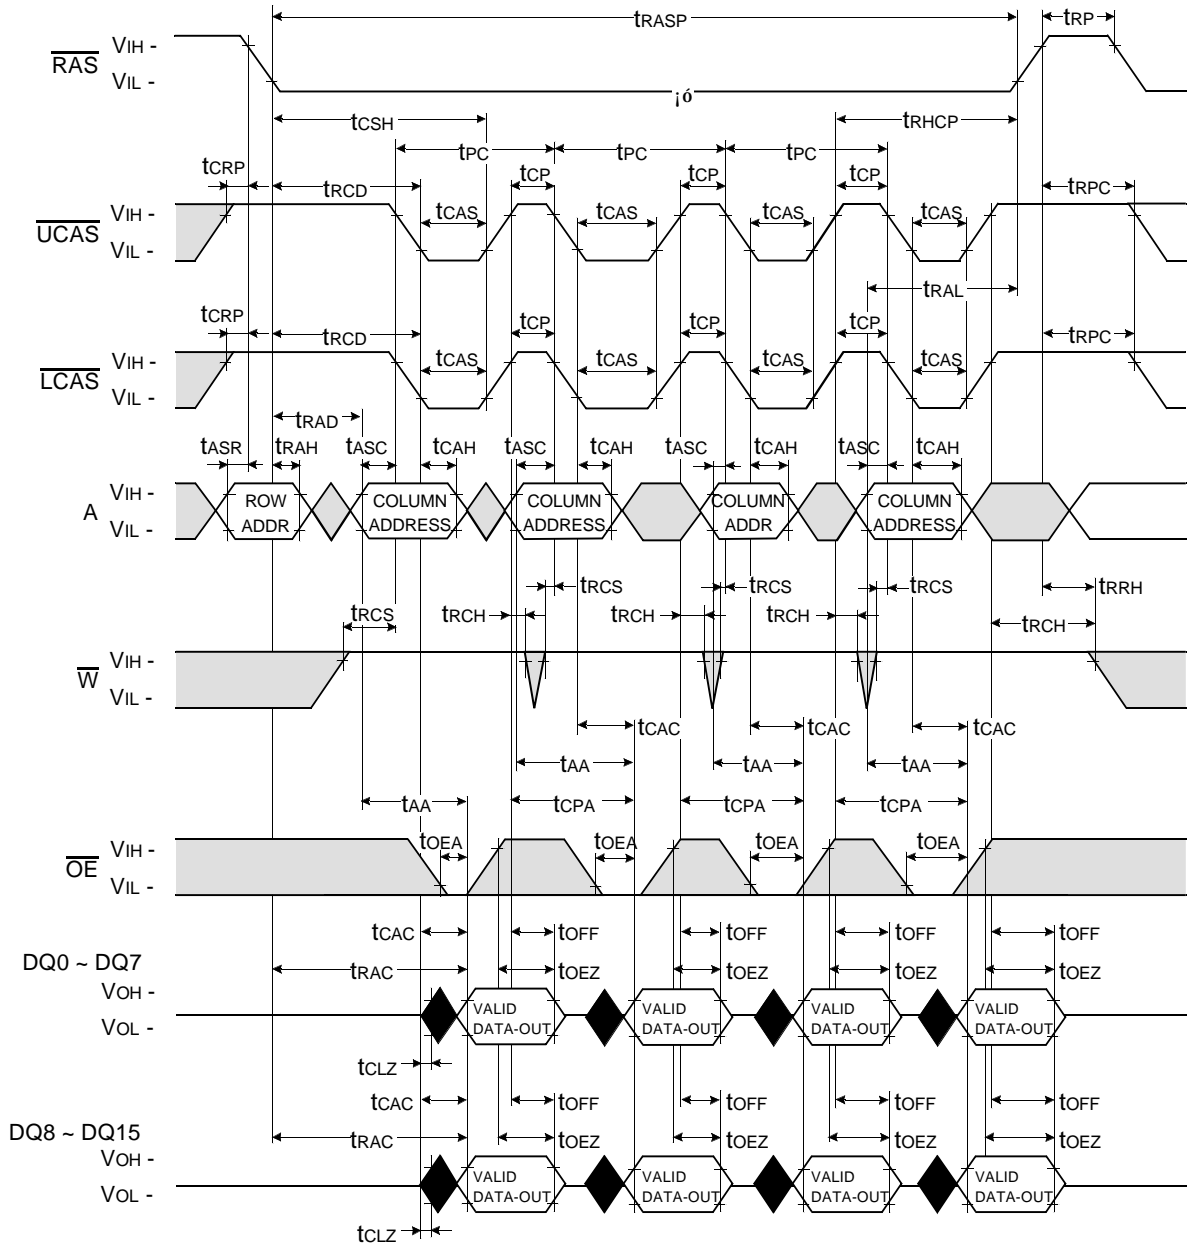 tRASP tRP
RAS VIH -
VIL -
¡ó
tCSH tRHCP
tPC tPC tPC
tCRP tCP tCP tCP
tRCD tRPC
UCAS VIH -
VIL -
tCAS tCAS tCAS tCAS
tRAL
tCRP tCP tCP tCP
tRCD tRPC
LCAS VIH -
VIL -
tCAS tCAS tCAS tCAS
tRAD
tASR tRAH tASC tCAH tASC tCAH tASC tCAH tASC tCAH
A VIH -
VIL -
ROW ADDR
COLUMN ADDRESS
COLUMN ADDRESS
COLUMN ADDR
COLUMN ADDRESS
tRCS tRCS tRCS tRCS tRRH
tRCH tRCH tRCH tRCH
W VIH -
VIL -
tCAC tCAC tCAC
tAA tAA tAA
tAA tCPA tCPA tCPA
tOEA tOEA tOEA tOEA
OE VIH -
VIL -
tCAC tOFF tOFF tOFF tOFF
DQ0 ~ DQ7
tRAC tOEZ tOEZ tOEZ tOEZ
VOH -
VOL -
VALID DATA-OUT
VALID DATA-OUT
VALID DATA-OUT
VALID DATA-OUT
tCLZ
tCAC tOFF tOFF tOFF tOFF
DQ8 ~ DQ15
tRAC tOEZ tOEZ tOEZ tOEZ
VOH -
VOL -
VALID DATA-OUT
VALID DATA-OUT
VALID DATA-OUT
VALID DATA-OUT
tCLZ